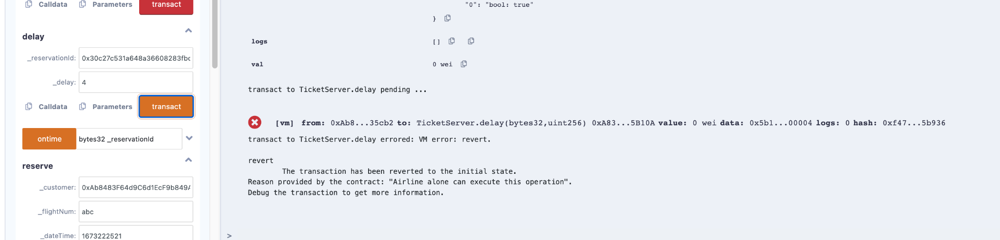 Calldata Parameters transact
delay
_reservationId: 0x30c27c531a648a36608283fbc
_delay: 4
Calldata Parameters transact
ontime bytes32 _reservationId
reserve
_customer: 0xAb8483F64d9C6d1EcF9b849A
_flightNum: abc
_dateTime: 1673222521
"0": "bool: true"
}
logs []
val 0 wei
transact to TicketServer.delay pending ...
[vm] from: 0xAb8...35cb2 to: TicketServer.delay(bytes32,uint256) 0xA83...5B10A value: 0 wei data: 0x5b1...00004 logs: 0 hash: 0xf47...5b936
transact to TicketServer.delay errored: VM error: revert.
revert
The transaction has been reverted to the initial state.
Reason provided by the contract: "Airline alone can execute this operation".
Debug the transaction to get more information.
>